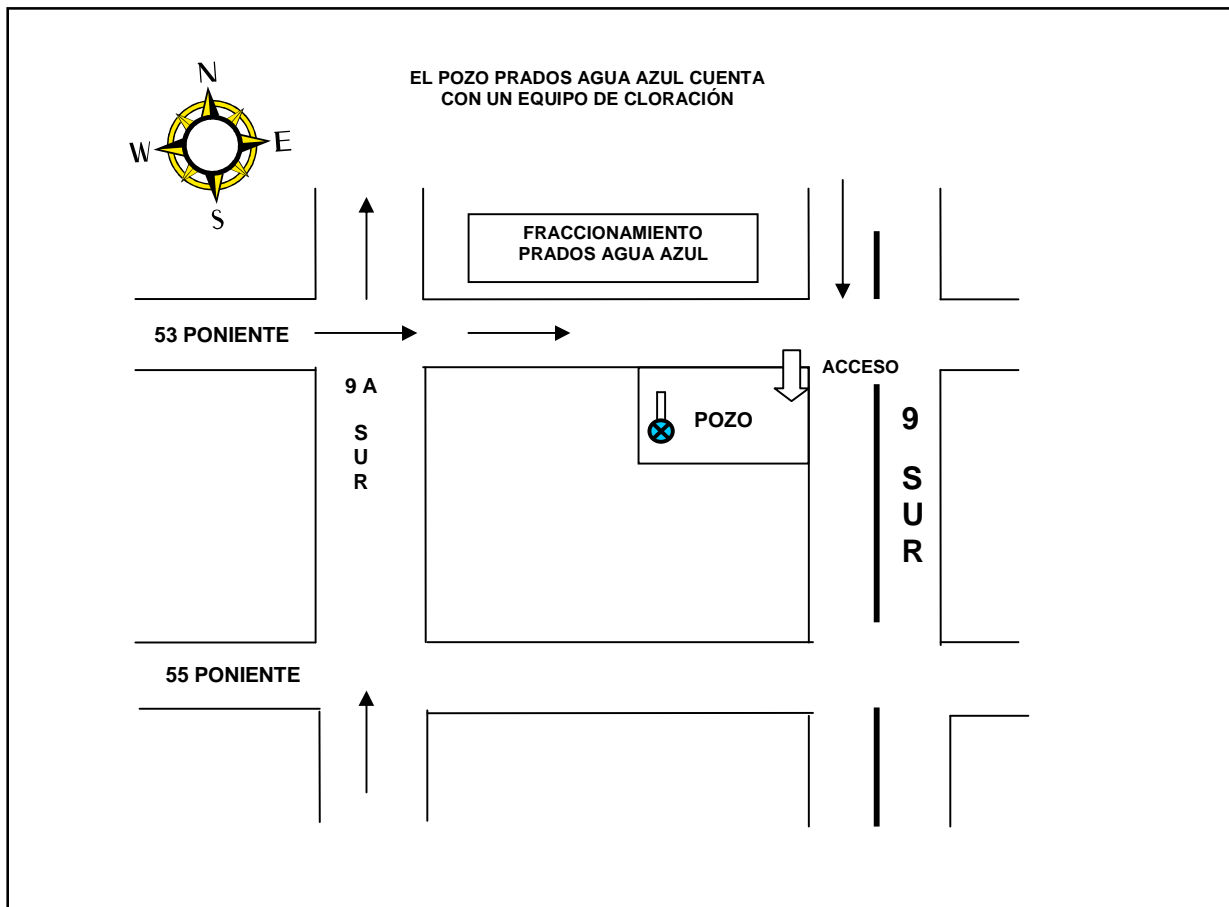 N
EL POZO PRADOS AGUA AZUL CUENTA
CON UN EQUIPO DE CLORACIÓN
W
E
S
FRACCIONAMIENTO
PRADOS AGUA AZUL
53 PONIENTE
ACCESO
9 A
S
U
R
POZO
9
S
U
R
55 PONIENTE